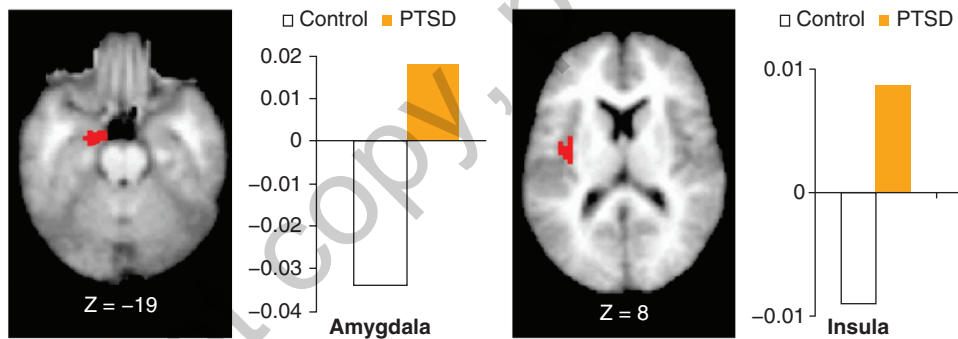 Control PTSD
0.02
0.01
0
−0.01
−0.02
−0.03
−0.04
Z = −19
Amygdala
Control PTSD
0.01
0
−0.01
Z = 8
Insula
copy,